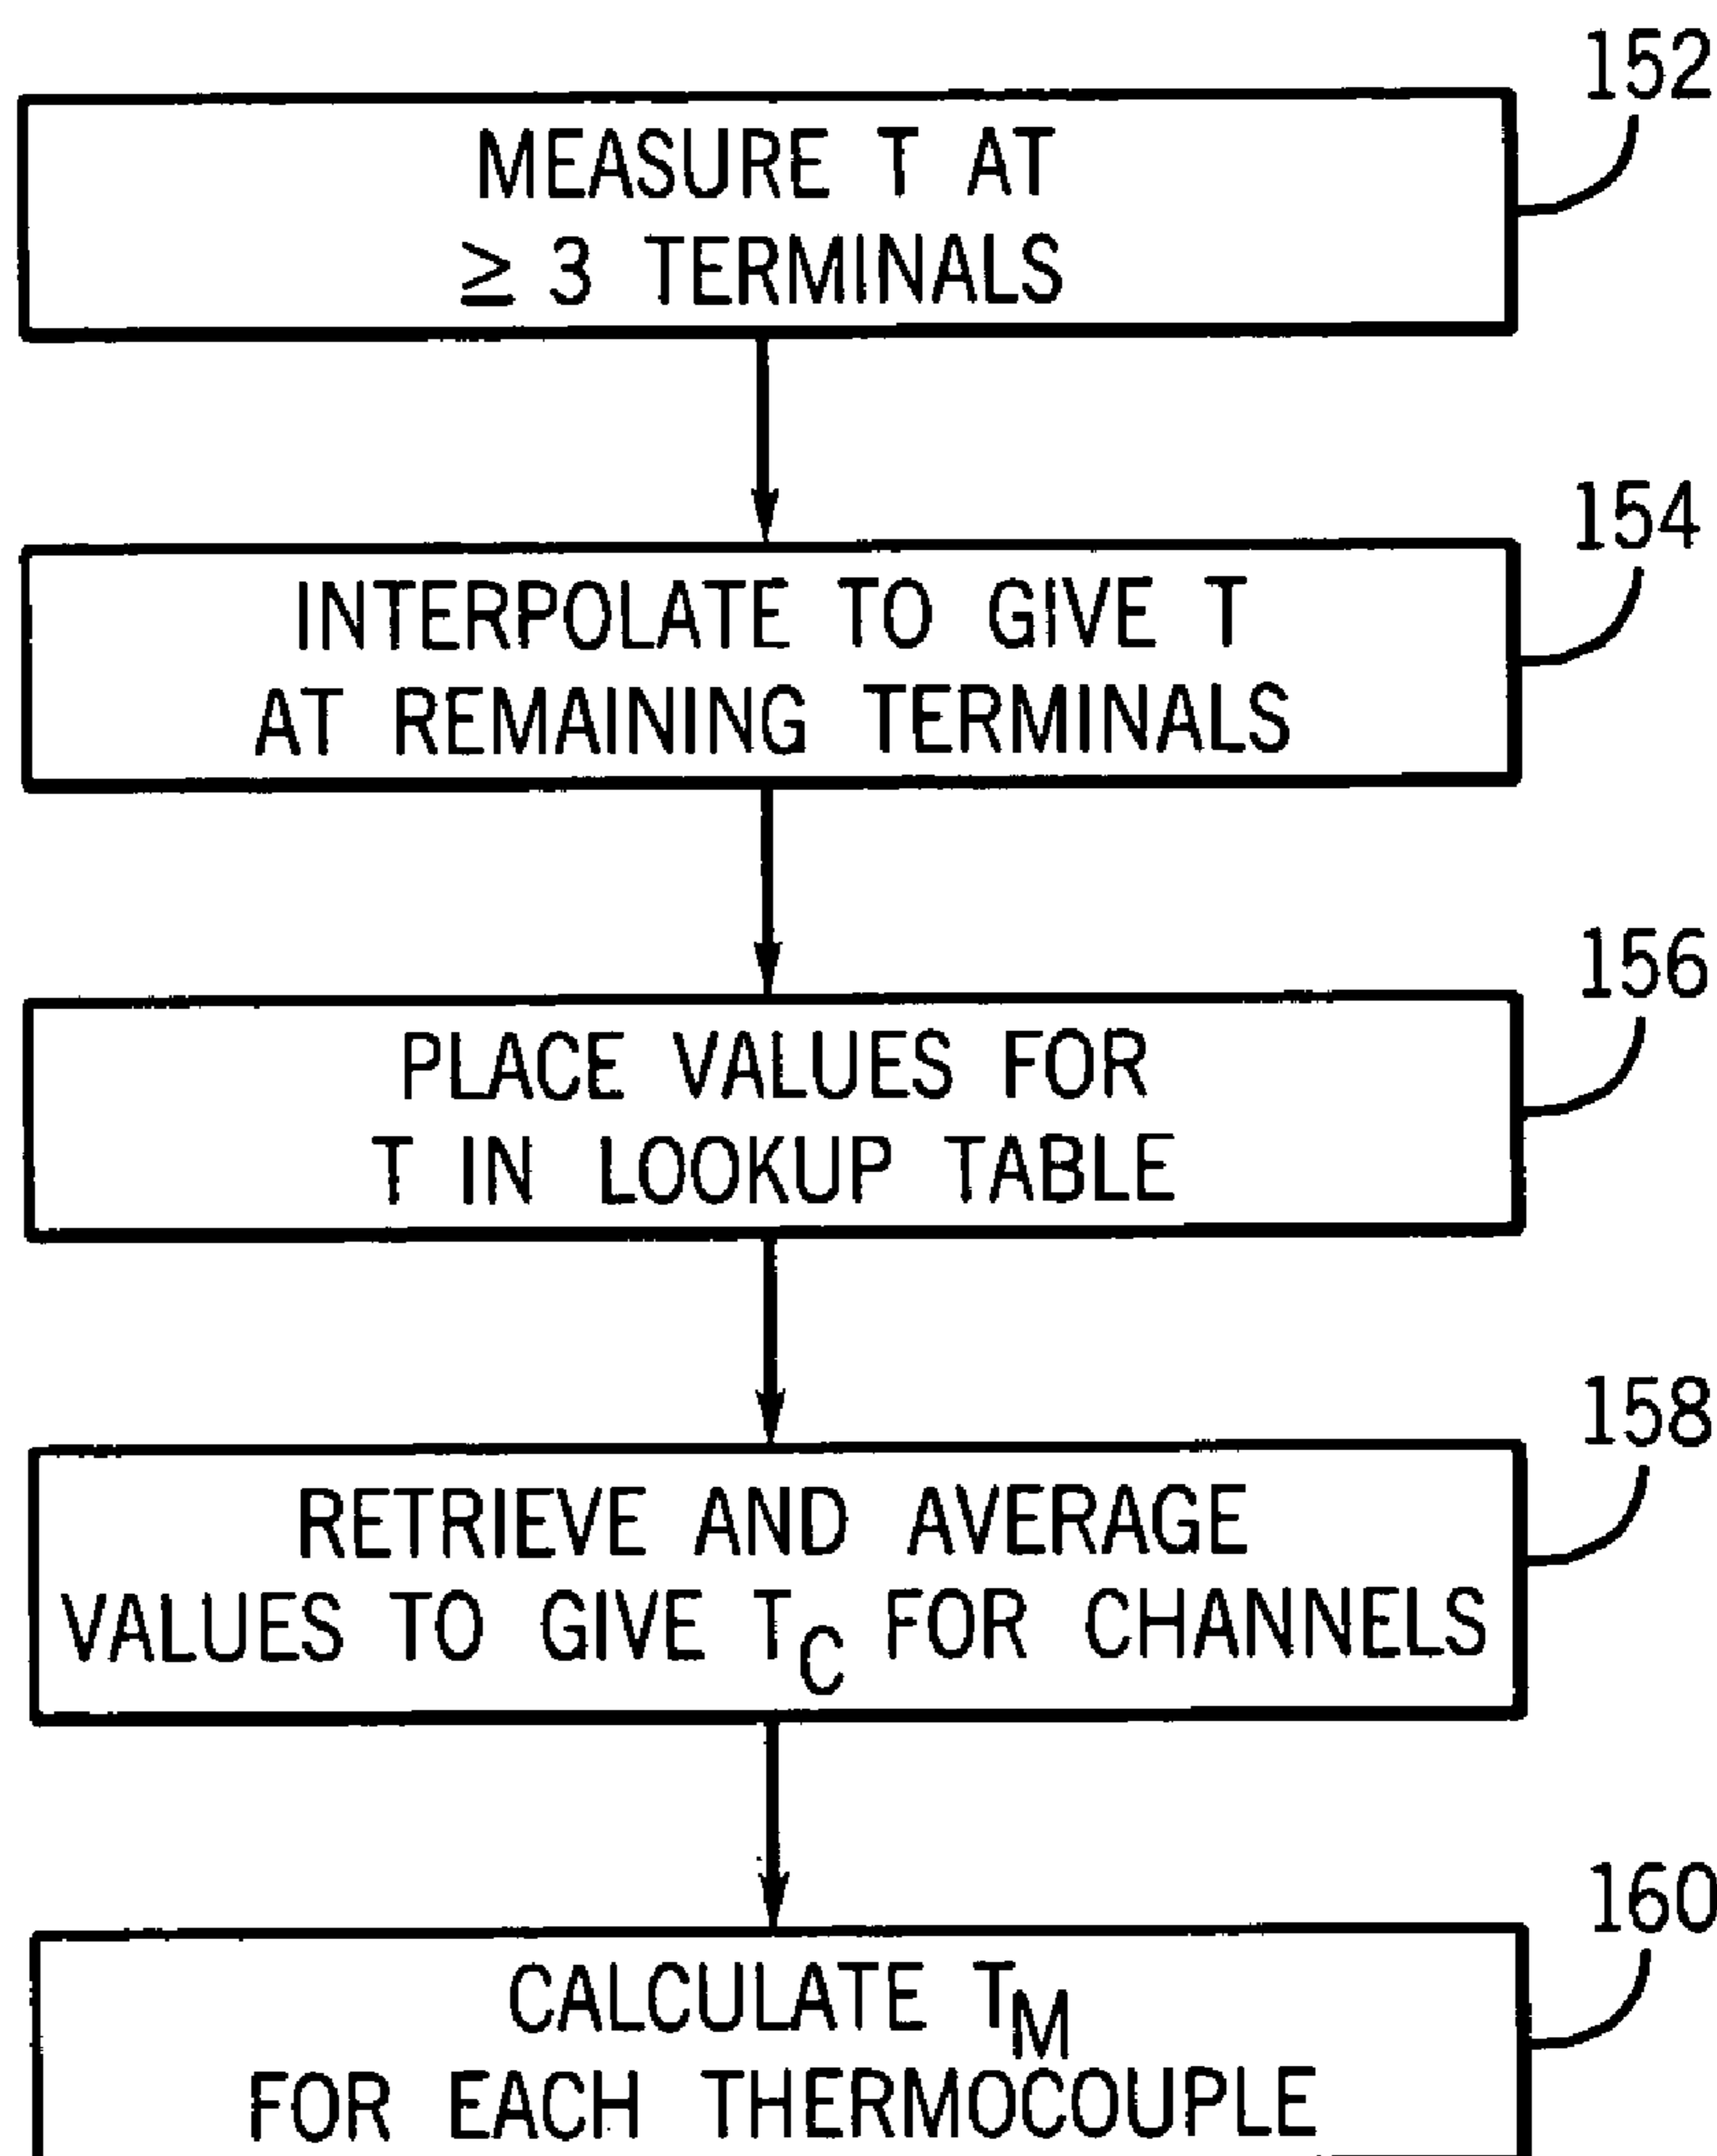 152
MEASURE T AT
≥ 3 TERMINALS
154
INTERPOLATE TO GIVE T
AT REMAINING TERMINALS
156
PLACE VALUES FOR
T IN LOOKUP TABLE
158
RETRIEVE AND AVERAGE
VALUES TO GIVE T_C FOR CHANNELS
160
CALCULATE T_M
FOR EACH THERMOCOUPLE